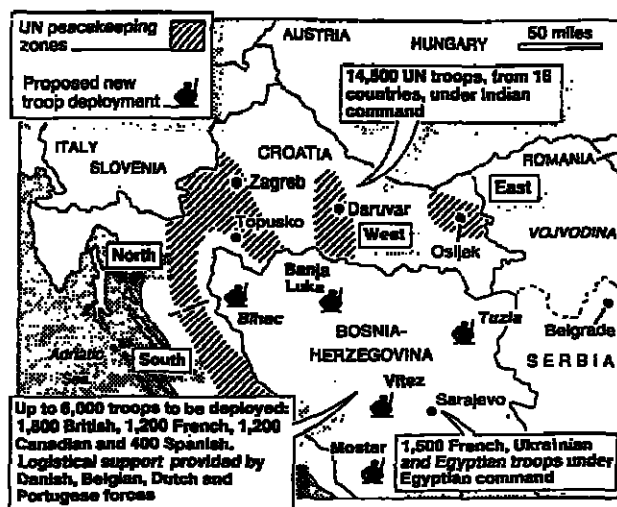 UN peacekeeping
zones
Proposed new
troop deployment
AUSTRIA
HUNGARY
50 miles
14,500 UN troops, from 16
countries, under Indian
command
ITALY
SLOVENIA
CROATIA
ROMANIA
Zagreb
East
Daruvar
West
VOJVODINA
Topusko
Osijek
North
Banja
Luka
Bihac
Tuzla
Belgrade
BOSNIA-
HERZEGOVINA
SERBIA
Adriatic
Sea
South
Vitez
Sarajevo
Up to 6,000 troops to be deployed:
1,800 British, 1,200 French, 1,200
Canadian and 400 Spanish.
Logistical support provided by
Danish, Belgian, Dutch and
Portugese forces
Mostar
1,500 French, Ukrainian
and Egyptian troops under
Egyptian command